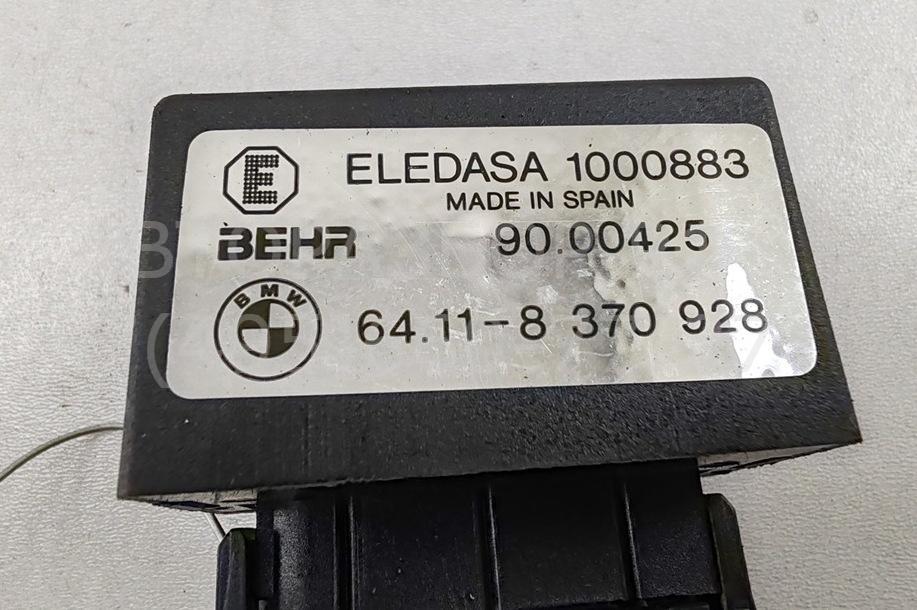 E
ELEDASA 1000883
MADE IN SPAIN
BEHR 90.00425
BMW
64.11-8 370 928